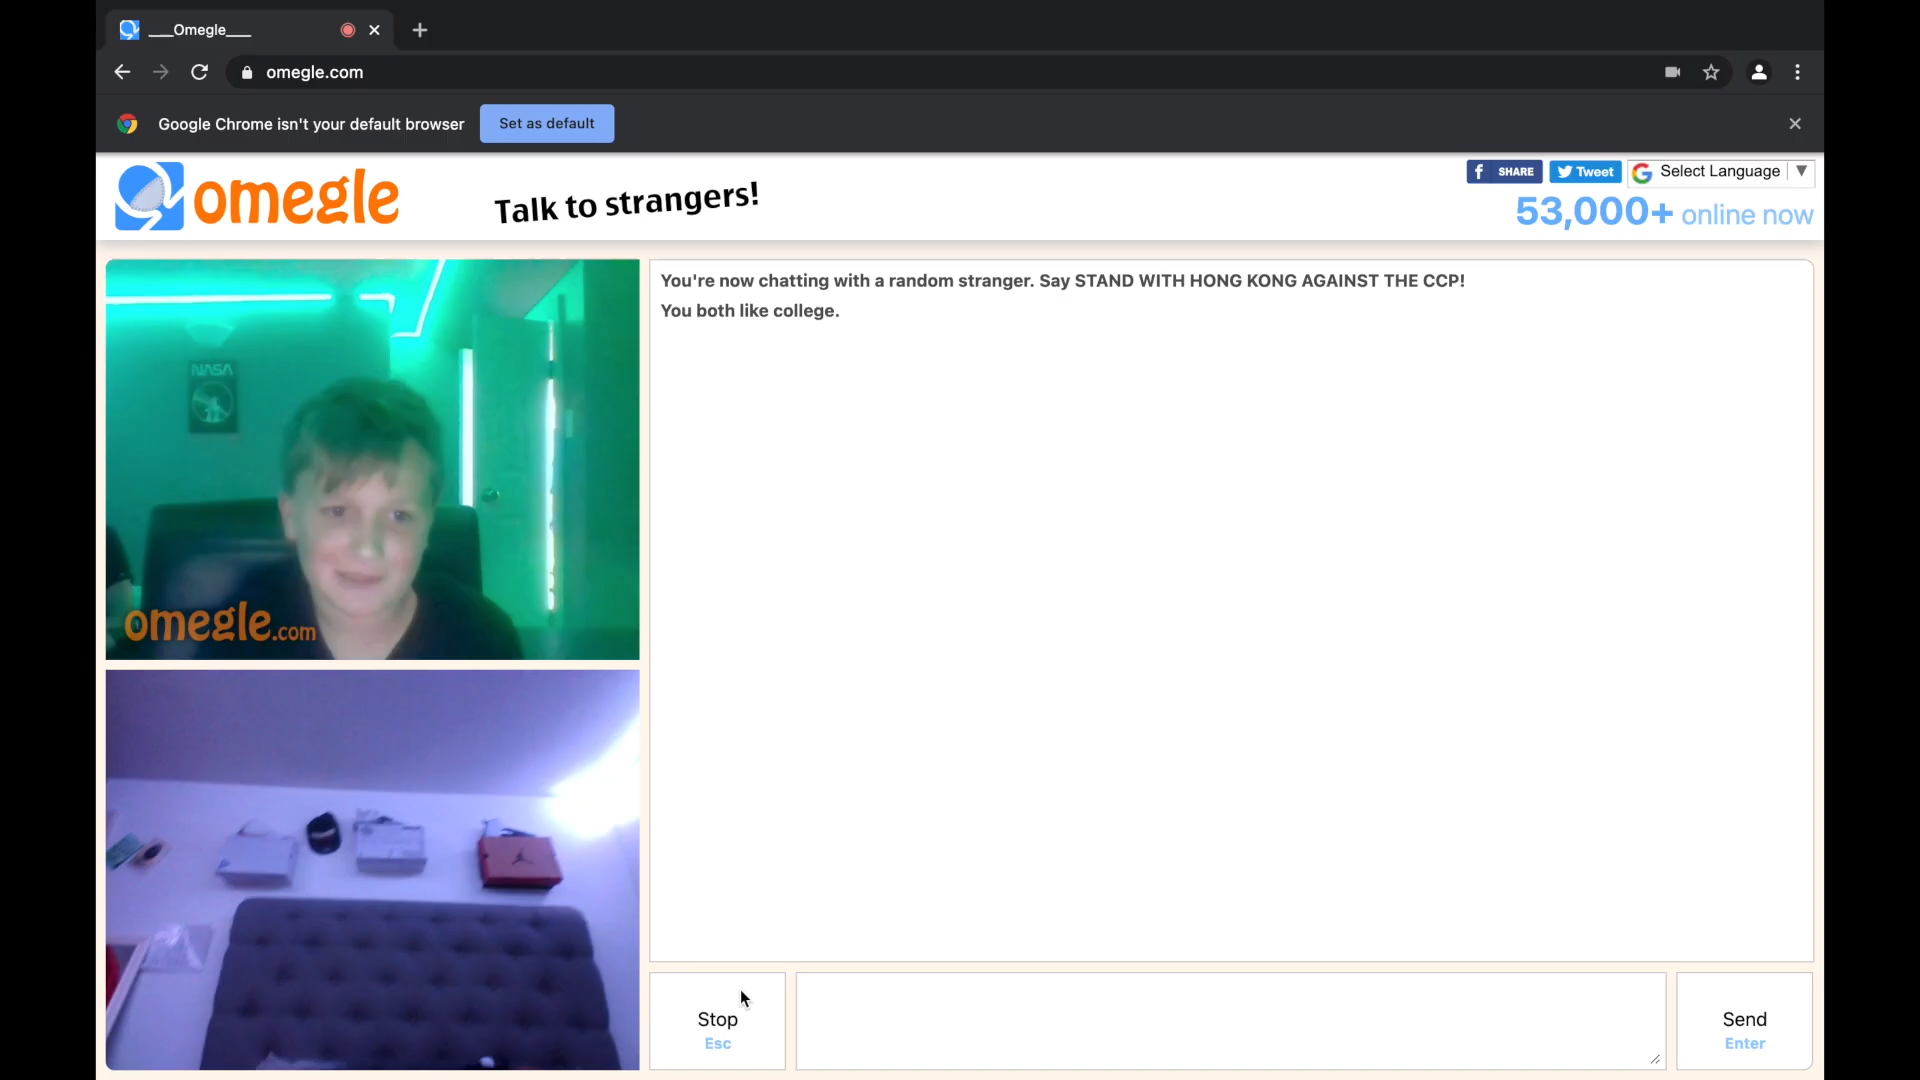 ___Omegle___
omegle.com
Google Chrome isn't your default browser
Set as default
omegle
Talk to strangers!
SHARE
Tweet
Select Language
53,000+ online now
NASA
omegle.com
You're now chatting with a random stranger. Say STAND WITH HONG KONG AGAINST THE CCP!
You both like college.
Stop
Esc
Send
Enter